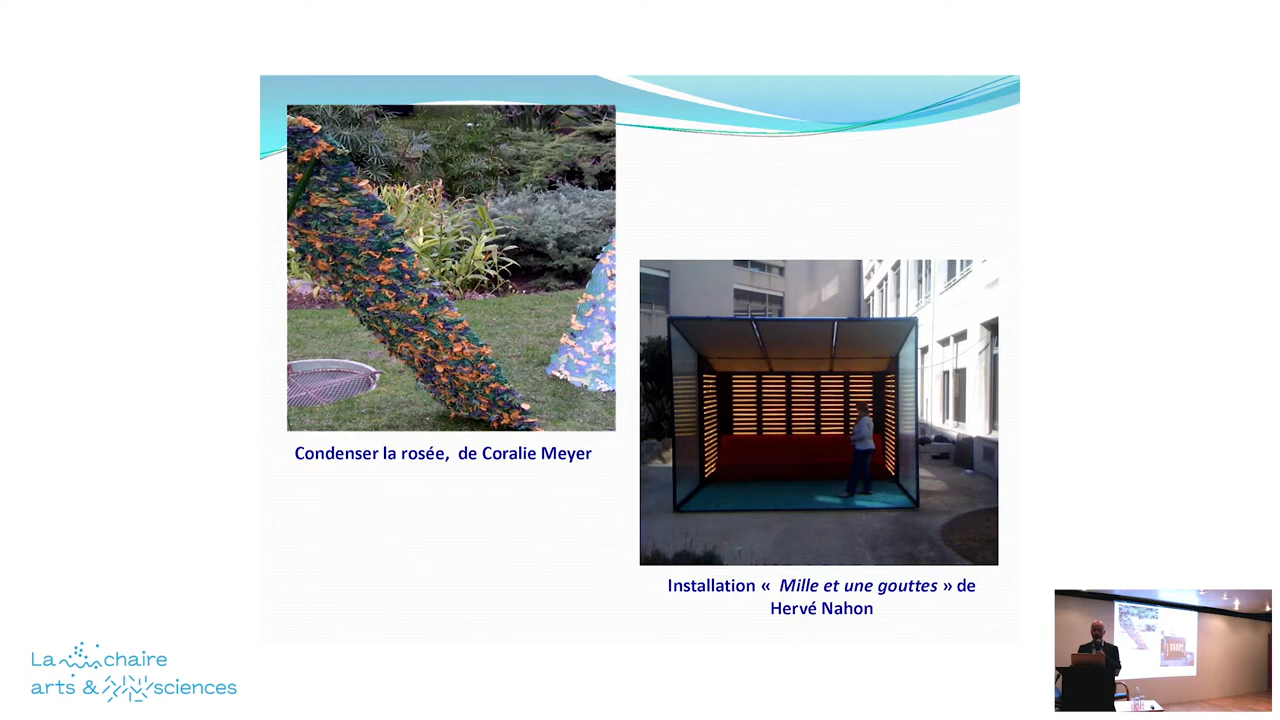 Condenser la rosée, de Coralie Meyer
Installation « Mille et une gouttes » de
Hervé Nahon
La chaire
arts & sciences